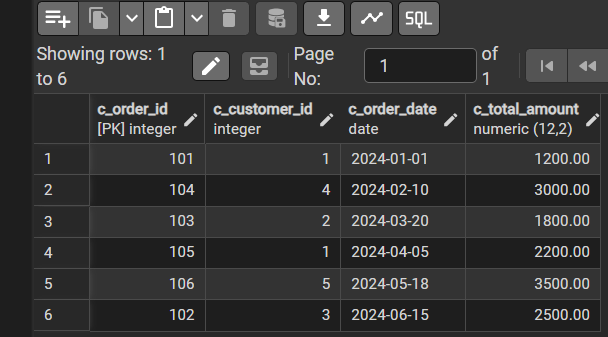 SQL
Showing rows: 1 to 6
Page No:
1
of 1
c_order_id [PK] integer
c_customer_id integer
c_order_date date
c_total_amount numeric (12,2)
1 101 1 2024-01-01 1200.00
2 104 4 2024-02-10 3000.00
3 103 2 2024-03-20 1800.00
4 105 1 2024-04-05 2200.00
5 106 5 2024-05-18 3500.00
6 102 3 2024-06-15 2500.00